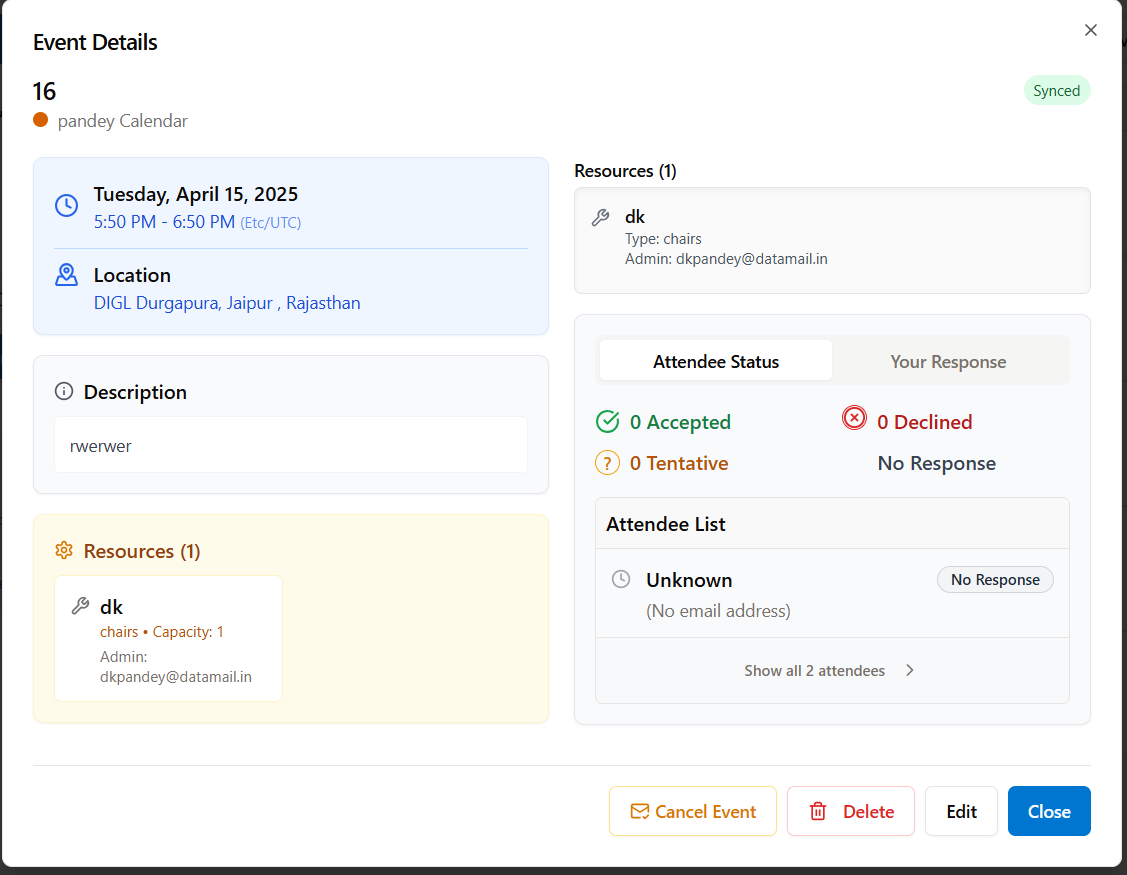 Event Details
16
Synced
pandey Calendar
Tuesday, April 15, 2025
5:50 PM - 6:50 PM (Etc/UTC)
Location
DIGL Durgapura, Jaipur , Rajasthan
Description
rwerwer
Resources (1)
dk
chairs • Capacity: 1
Admin:
dkpandey@datamail.in
Resources (1)
dk
Type: chairs
Admin: dkpandey@datamail.in
Attendee Status
Your Response
0 Accepted
0 Declined
0 Tentative
No Response
Attendee List
Unknown
No Response
(No email address)
Show all 2 attendees
Cancel Event
Delete
Edit
Close